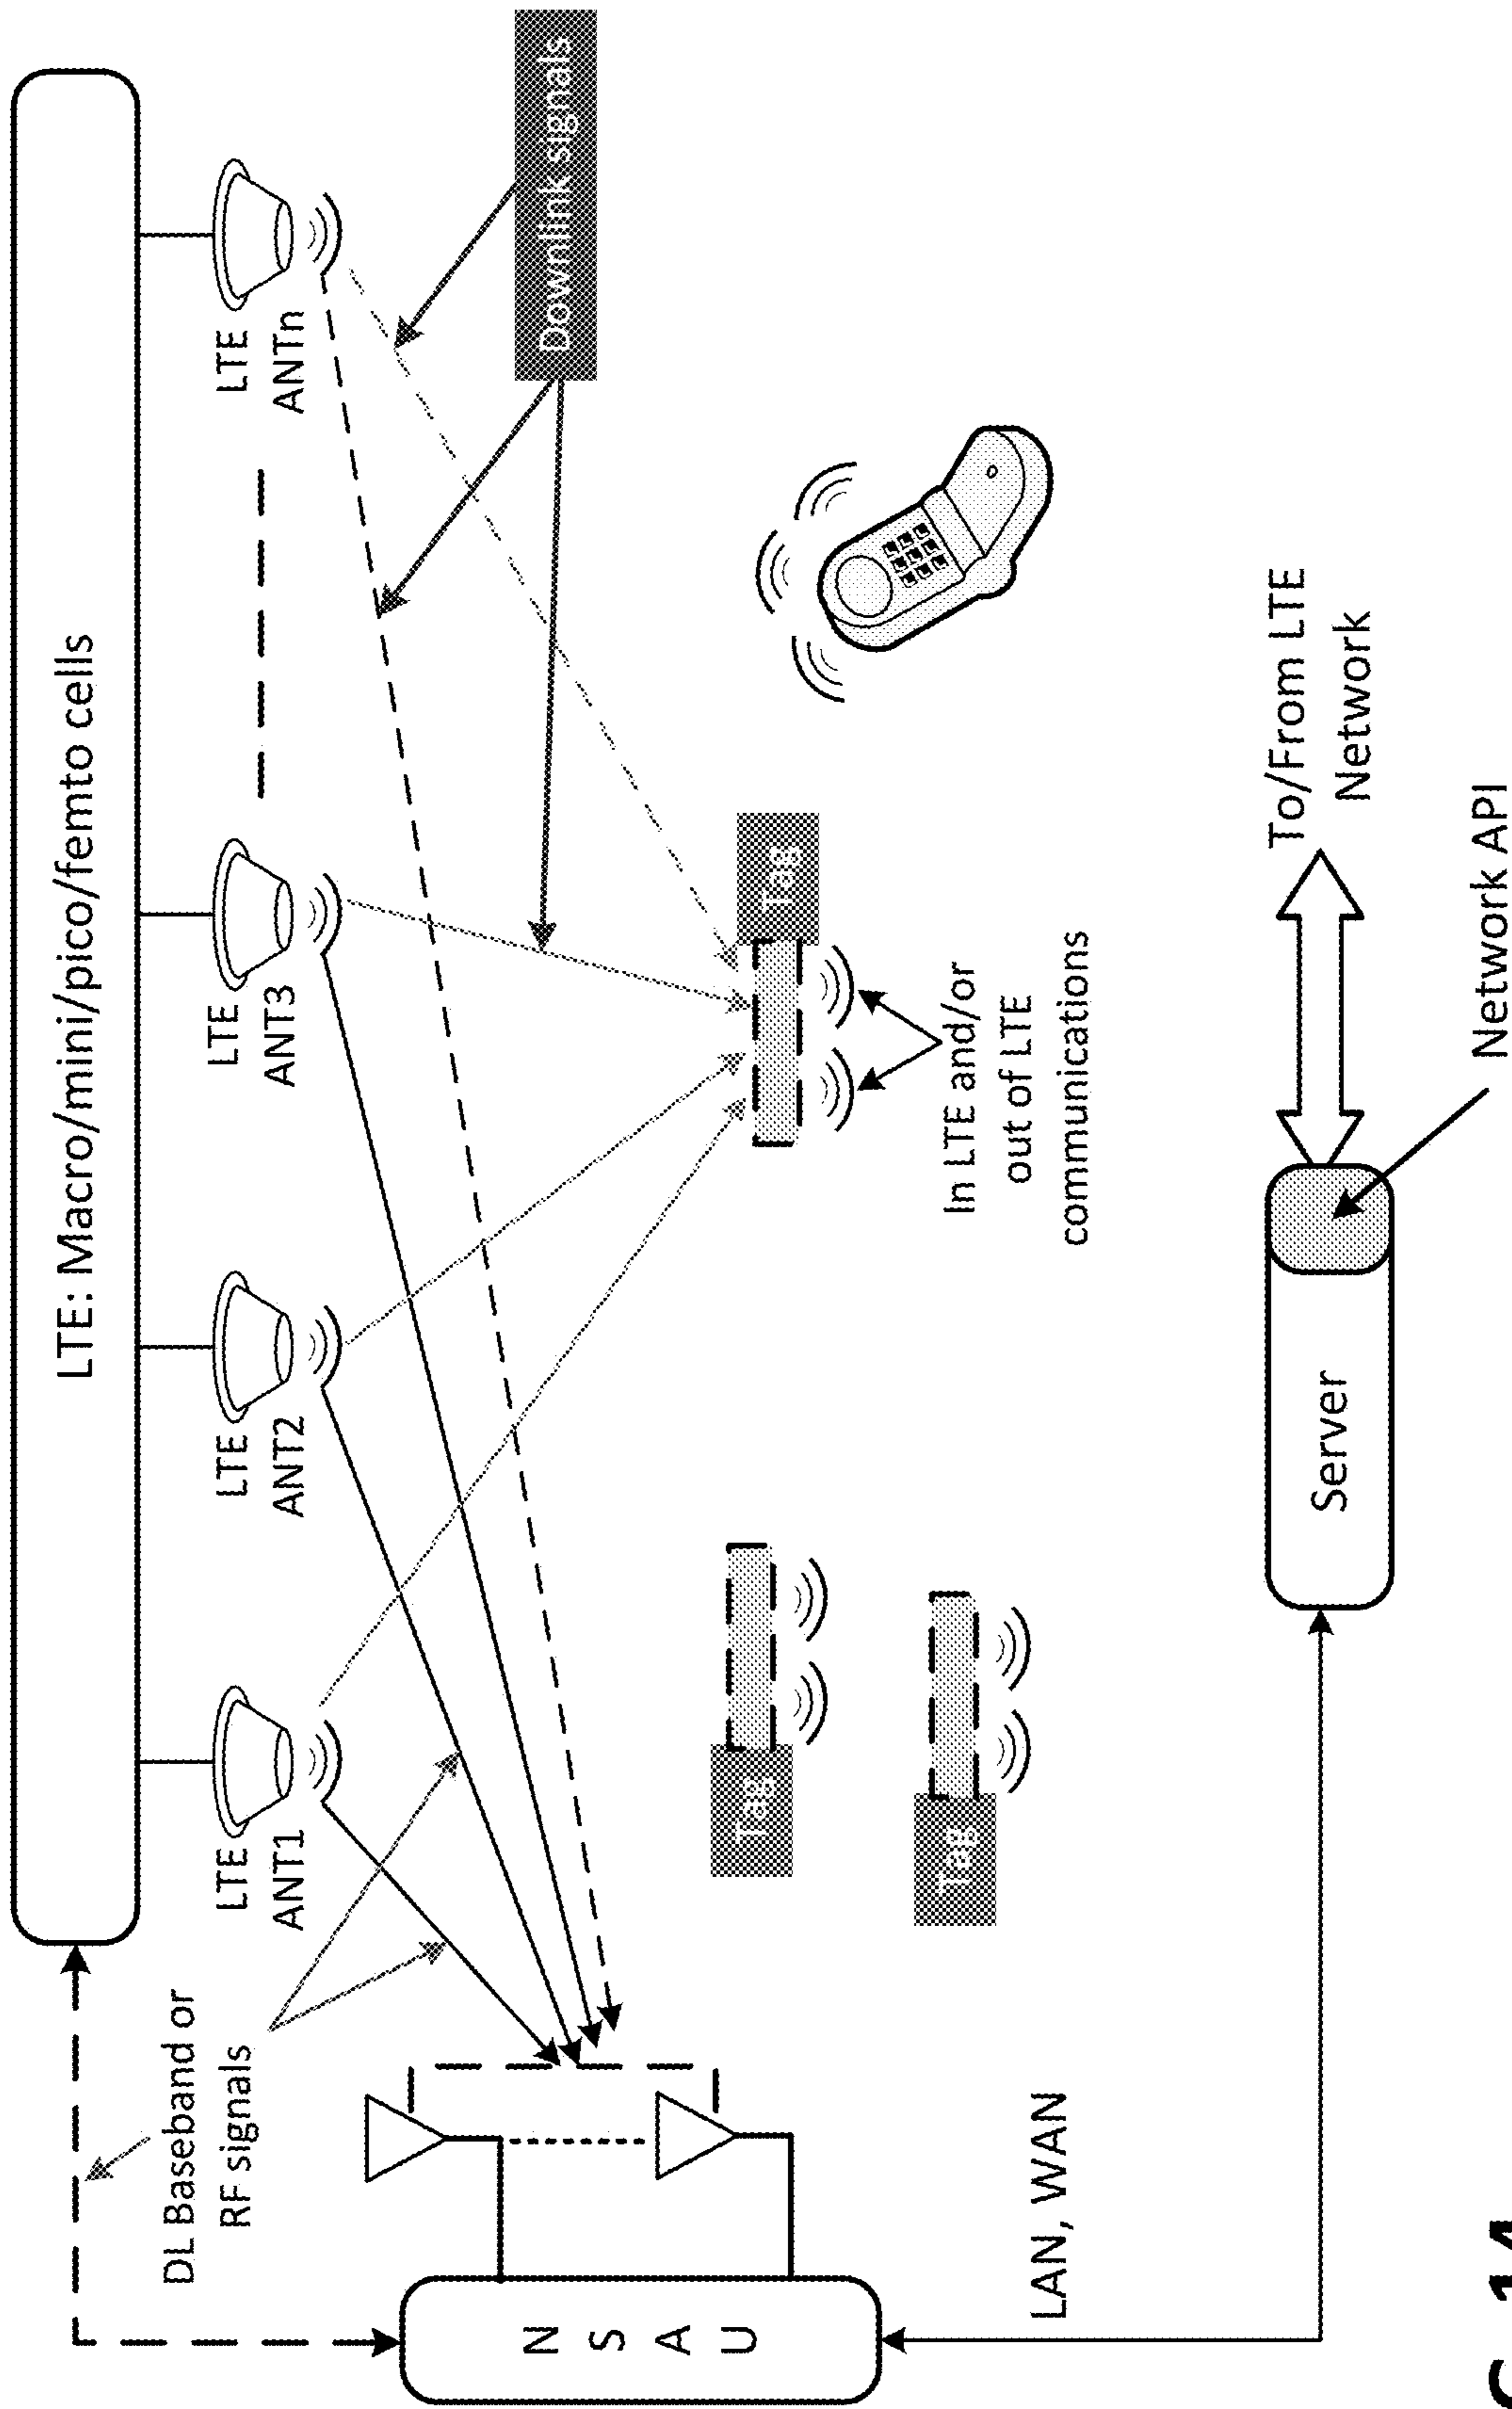 LTE: Macro/mini/pico/femto cells
DL Baseband or
RF signals
LTE
ANT1
LTE
ANT2
LTE
ANT3
LTE
ANTn
Downlink signals
N
S
A
U
Tag
Tag
Tag
In LTE and/or
out of LTE
communications
LAN, WAN
Server
To/From LTE
Network
Network API